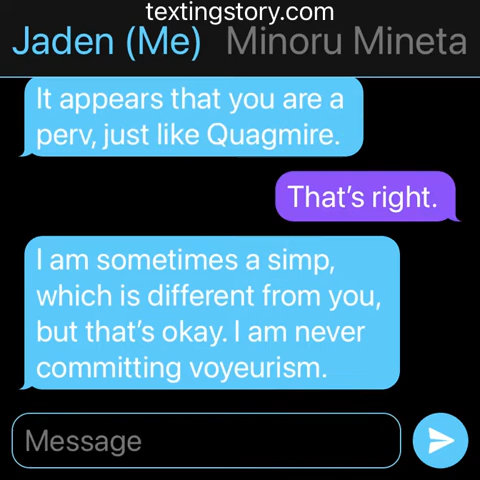 textingstory.com
Jaden (Me) Minoru Mineta
It appears that you are a
perv, just like Quagmire.
That’s right.
I am sometimes a simp,
which is different from you,
but that’s okay. I am never
committing voyeurism.
Message